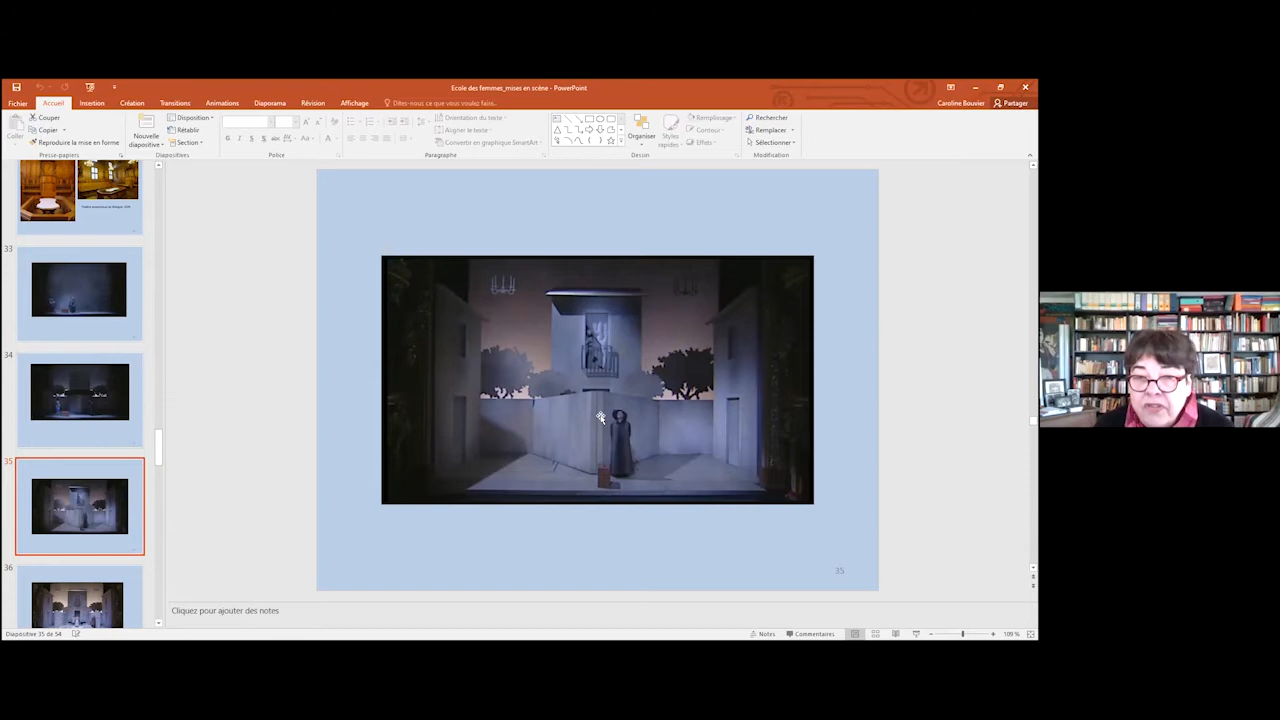 Ecole des femmes_mises en scène - PowerPoint
Fichier Accueil Insertion Création Transitions Animations Diaporama Révision Affichage Dites-nous ce que vous voulez faire. Caroline Bouvier Partager
Coller
Couper
Copier
Reproduire la mise en forme
Presse-papiers
Nouvelle diapositive
Disposition
Rétablir
Section
Diapositives
G I S
Police
Orientation du texte
Aligner le texte
Convertir en graphique SmartArt
Paragraphe
Organiser
Styles rapides
Remplissage
Contour
Effets
Dessin
Rechercher
Remplacer
Sélectionner
Modification
33
34
35
36
35
Cliquez pour ajouter des notes
Diapositive 35 de 54
Notes Commentaires 109 %